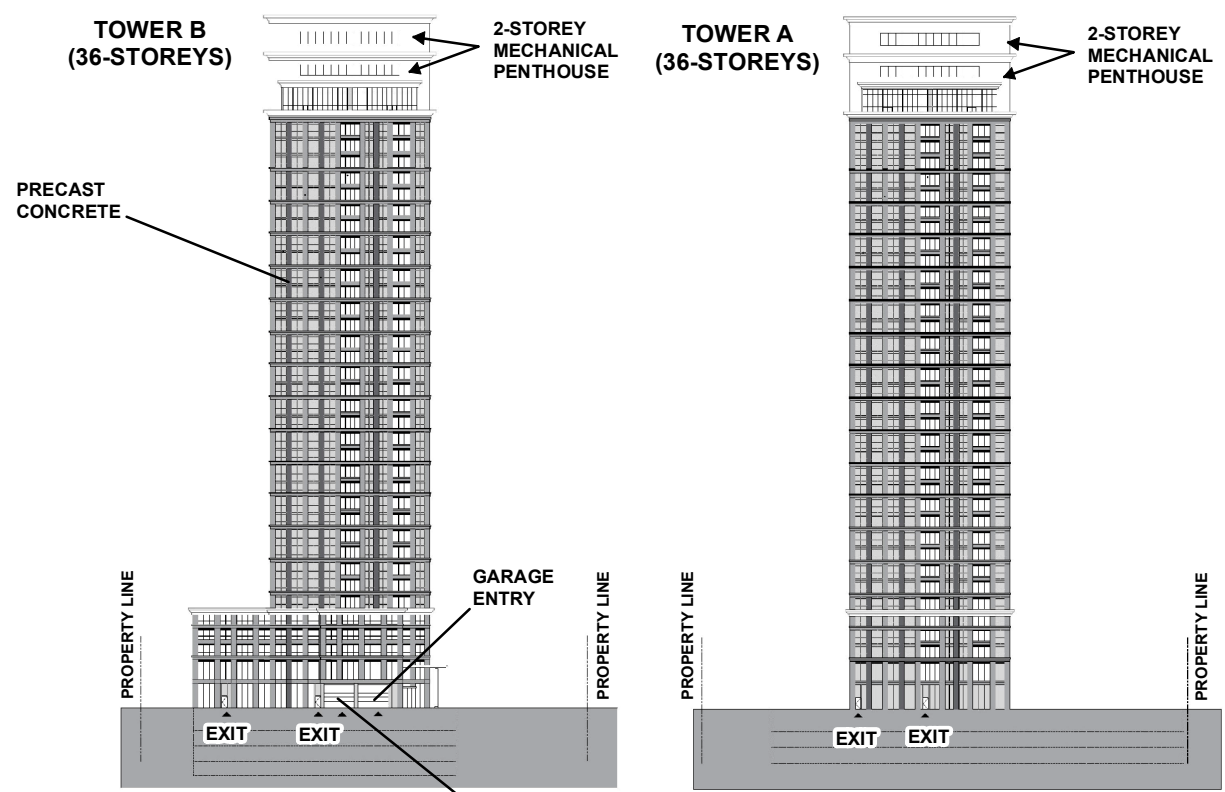 TOWER B
(36-STOREYS)
2-STOREY
MECHANICAL
PENTHOUSE
TOWER A
(36-STOREYS)
2-STOREY
MECHANICAL
PENTHOUSE
PRECAST
CONCRETE
GARAGE
ENTRY
PROPERTY LINE
PROPERTY LINE
PROPERTY LINE
PROPERTY LINE
EXIT
EXIT
EXIT
EXIT